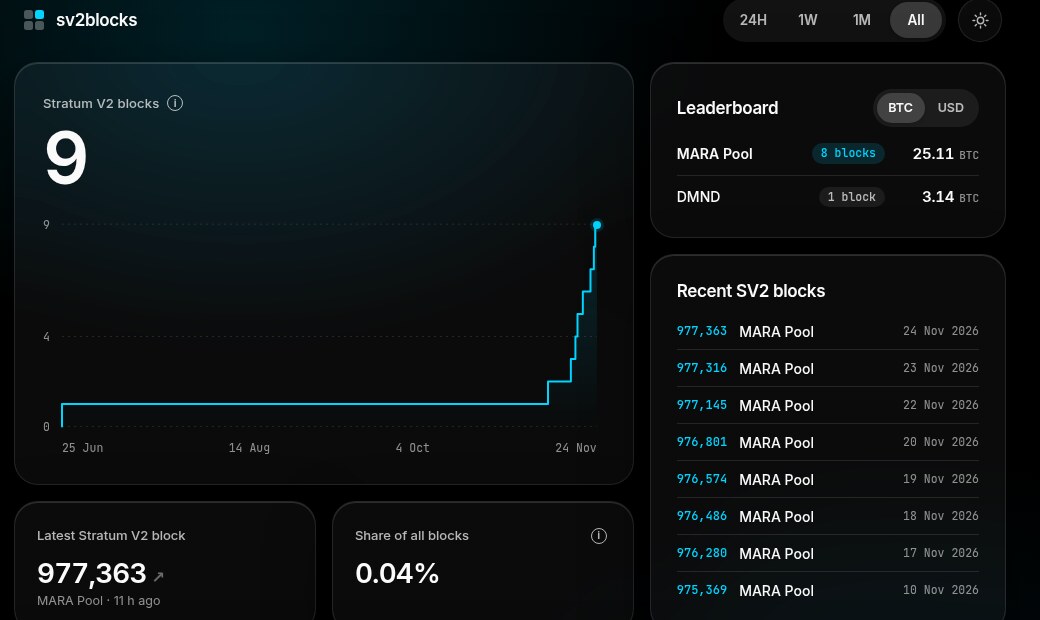 sv2blocks
24H 1W 1M All
Stratum V2 blocks i
9
9
4
0
25 Jun 14 Aug 4 Oct 24 Nov
Latest Stratum V2 block
977,363 ↗
MARA Pool · 11 h ago
Share of all blocks i
0.04%
Leaderboard BTC USD
MARA Pool 8 blocks 25.11 BTC
DMND 1 block 3.14 BTC
Recent SV2 blocks
977,363 MARA Pool 24 Nov 2026
977,316 MARA Pool 23 Nov 2026
977,145 MARA Pool 22 Nov 2026
976,801 MARA Pool 20 Nov 2026
976,574 MARA Pool 19 Nov 2026
976,486 MARA Pool 18 Nov 2026
976,280 MARA Pool 17 Nov 2026
975,369 MARA Pool 10 Nov 2026